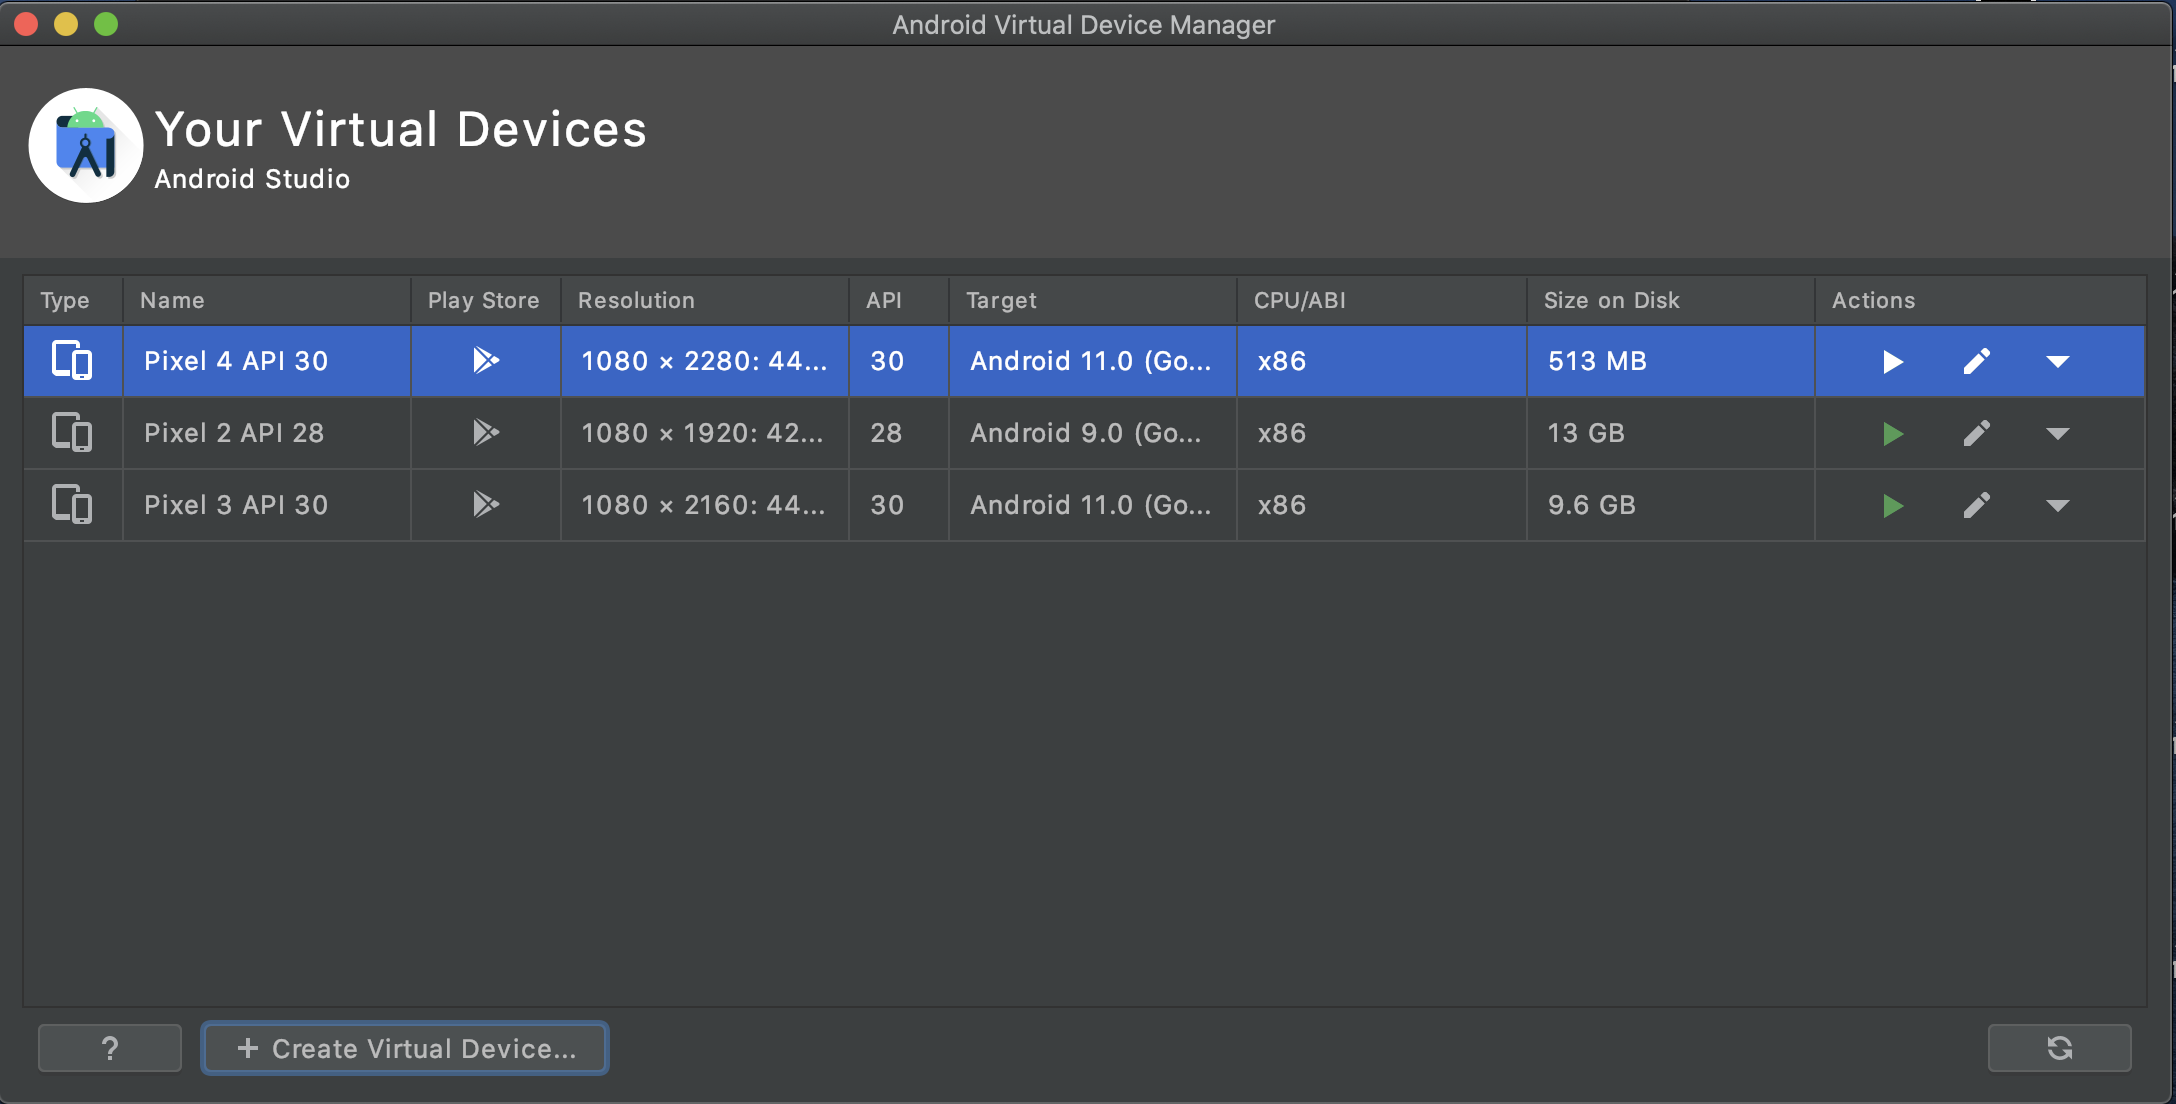 Android Virtual Device Manager
Your Virtual Devices
Android Studio
Type Name Play Store Resolution API Target CPU/ABI Size on Disk Actions
Pixel 4 API 30 1080 × 2280: 44... 30 Android 11.0 (Go... x86 513 MB
Pixel 2 API 28 1080 × 1920: 42... 28 Android 9.0 (Go... x86 13 GB
Pixel 3 API 30 1080 × 2160: 44... 30 Android 11.0 (Go... x86 9.6 GB
? + Create Virtual Device...